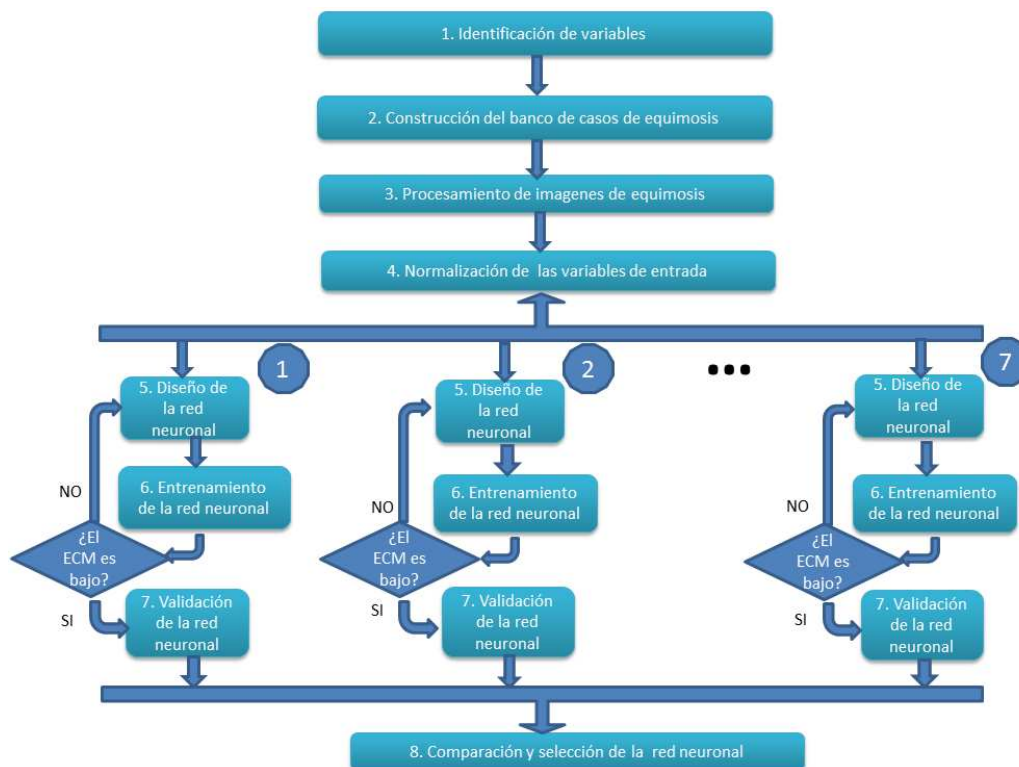 1. Identificación de variables
2. Construcción del banco de casos de equimosis
3. Procesamiento de imagenes de equimosis
4. Normalización de las variables de entrada
1
5. Diseño de
la red
neuronal
6. Entrenamiento
de la red neuronal
NO
¿El
ECM es
bajo?
SI
7. Validación
de la red
neuronal
2
5. Diseño de
la red
neuronal
6. Entrenamiento
de la red neuronal
NO
¿El
ECM es
bajo?
SI
7. Validación
de la red
neuronal
...
7
5. Diseño de
la red
neuronal
6. Entrenamiento
de la red neuronal
NO
¿El
ECM es
bajo?
SI
7. Validación
de la red
neuronal
8. Comparación y selección de la red neuronal